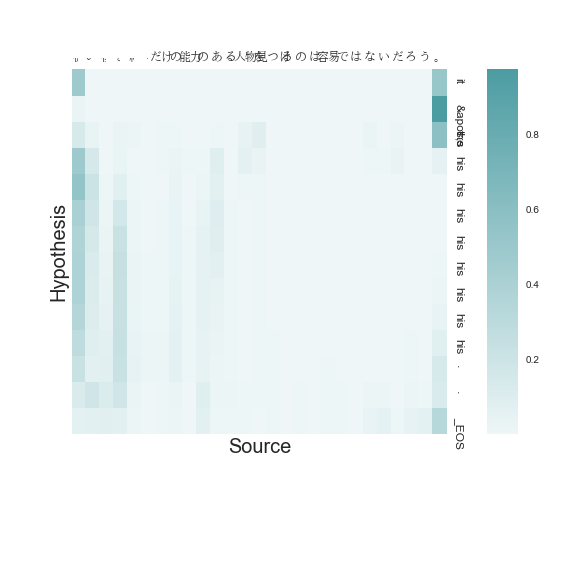 だけの能力のある人物を見つけるのは容易ではないだろう。
it
&apos;s
his
his
his
his
his
his
his
his
.
.
_EOS
Hypothesis
Source
0.8
0.6
0.4
0.2